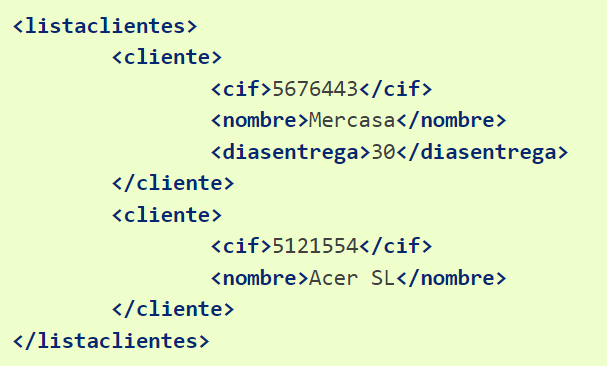 <listaclientes>
<cliente>
<cif>5676443</cif>
<nombre>Mercasa</nombre>
<diasentrega>30</diasentrega>
</cliente>
<cliente>
<cif>5121554</cif>
<nombre>Acer SL</nombre>
</cliente>
</listaclientes>